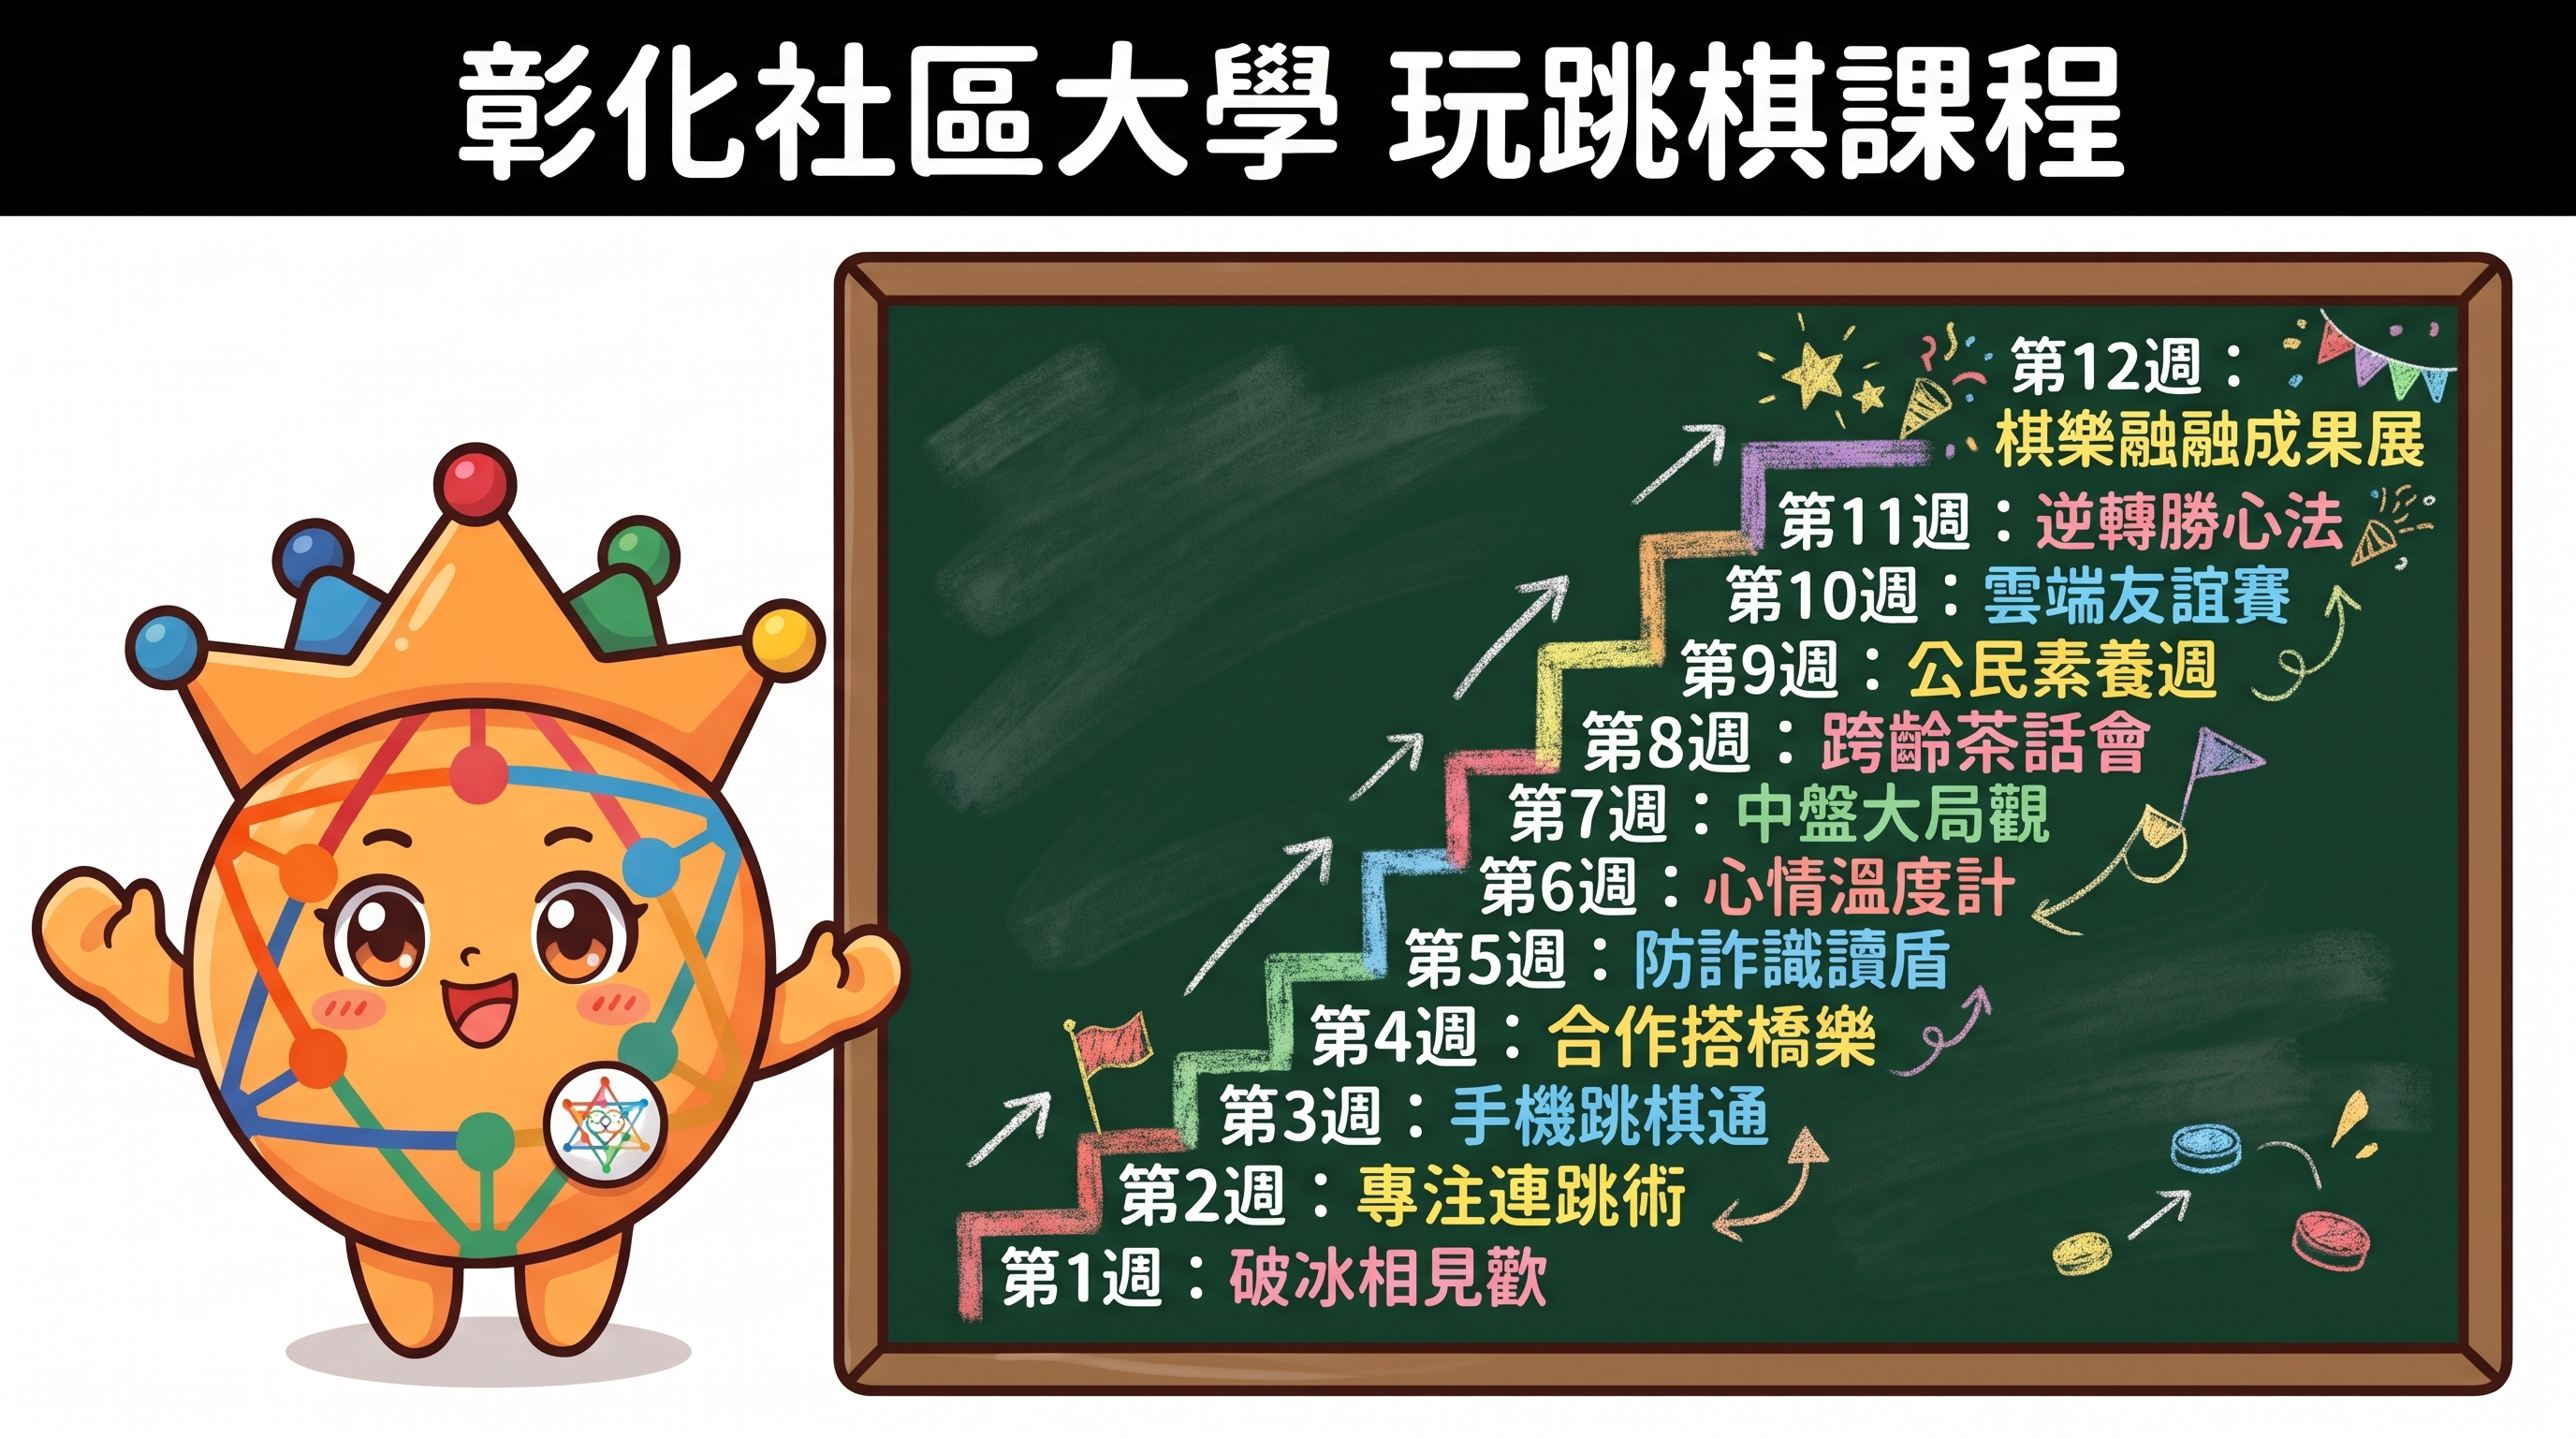 彰化社區大學 玩跳棋課程
第12週：
棋樂融融成果展
第11週：逆轉勝心法
第10週：雲端友誼賽
第9週：公民素養週
第8週：跨齡茶話會
第7週：中盤大局觀
第6週：心情溫度計
第5週：防詐識讀盾
第4週：合作搭橋樂
第3週：手機跳棋通
第2週：專注連跳術
第1週：破冰相見歡